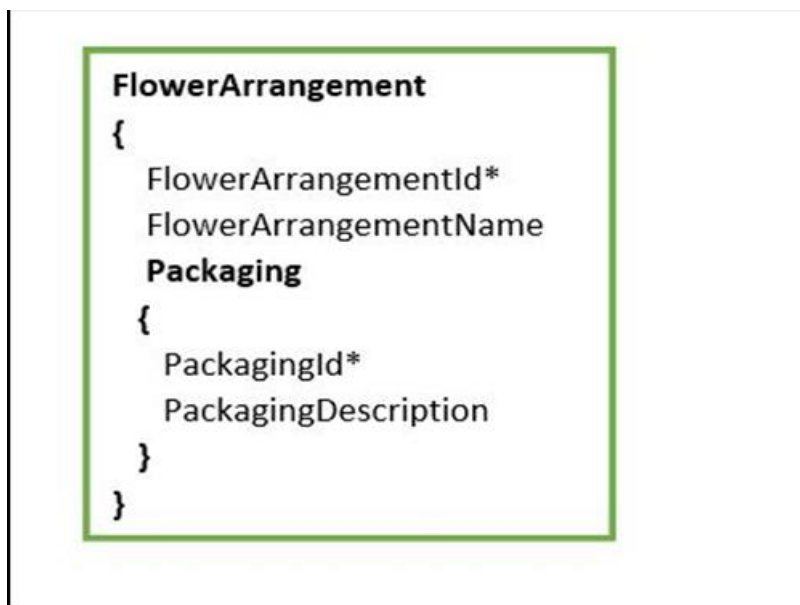 FlowerArrangement
{
FlowerArrangementId*
FlowerArrangementName
Packaging
{
PackagingId*
PackagingDescription
}
}